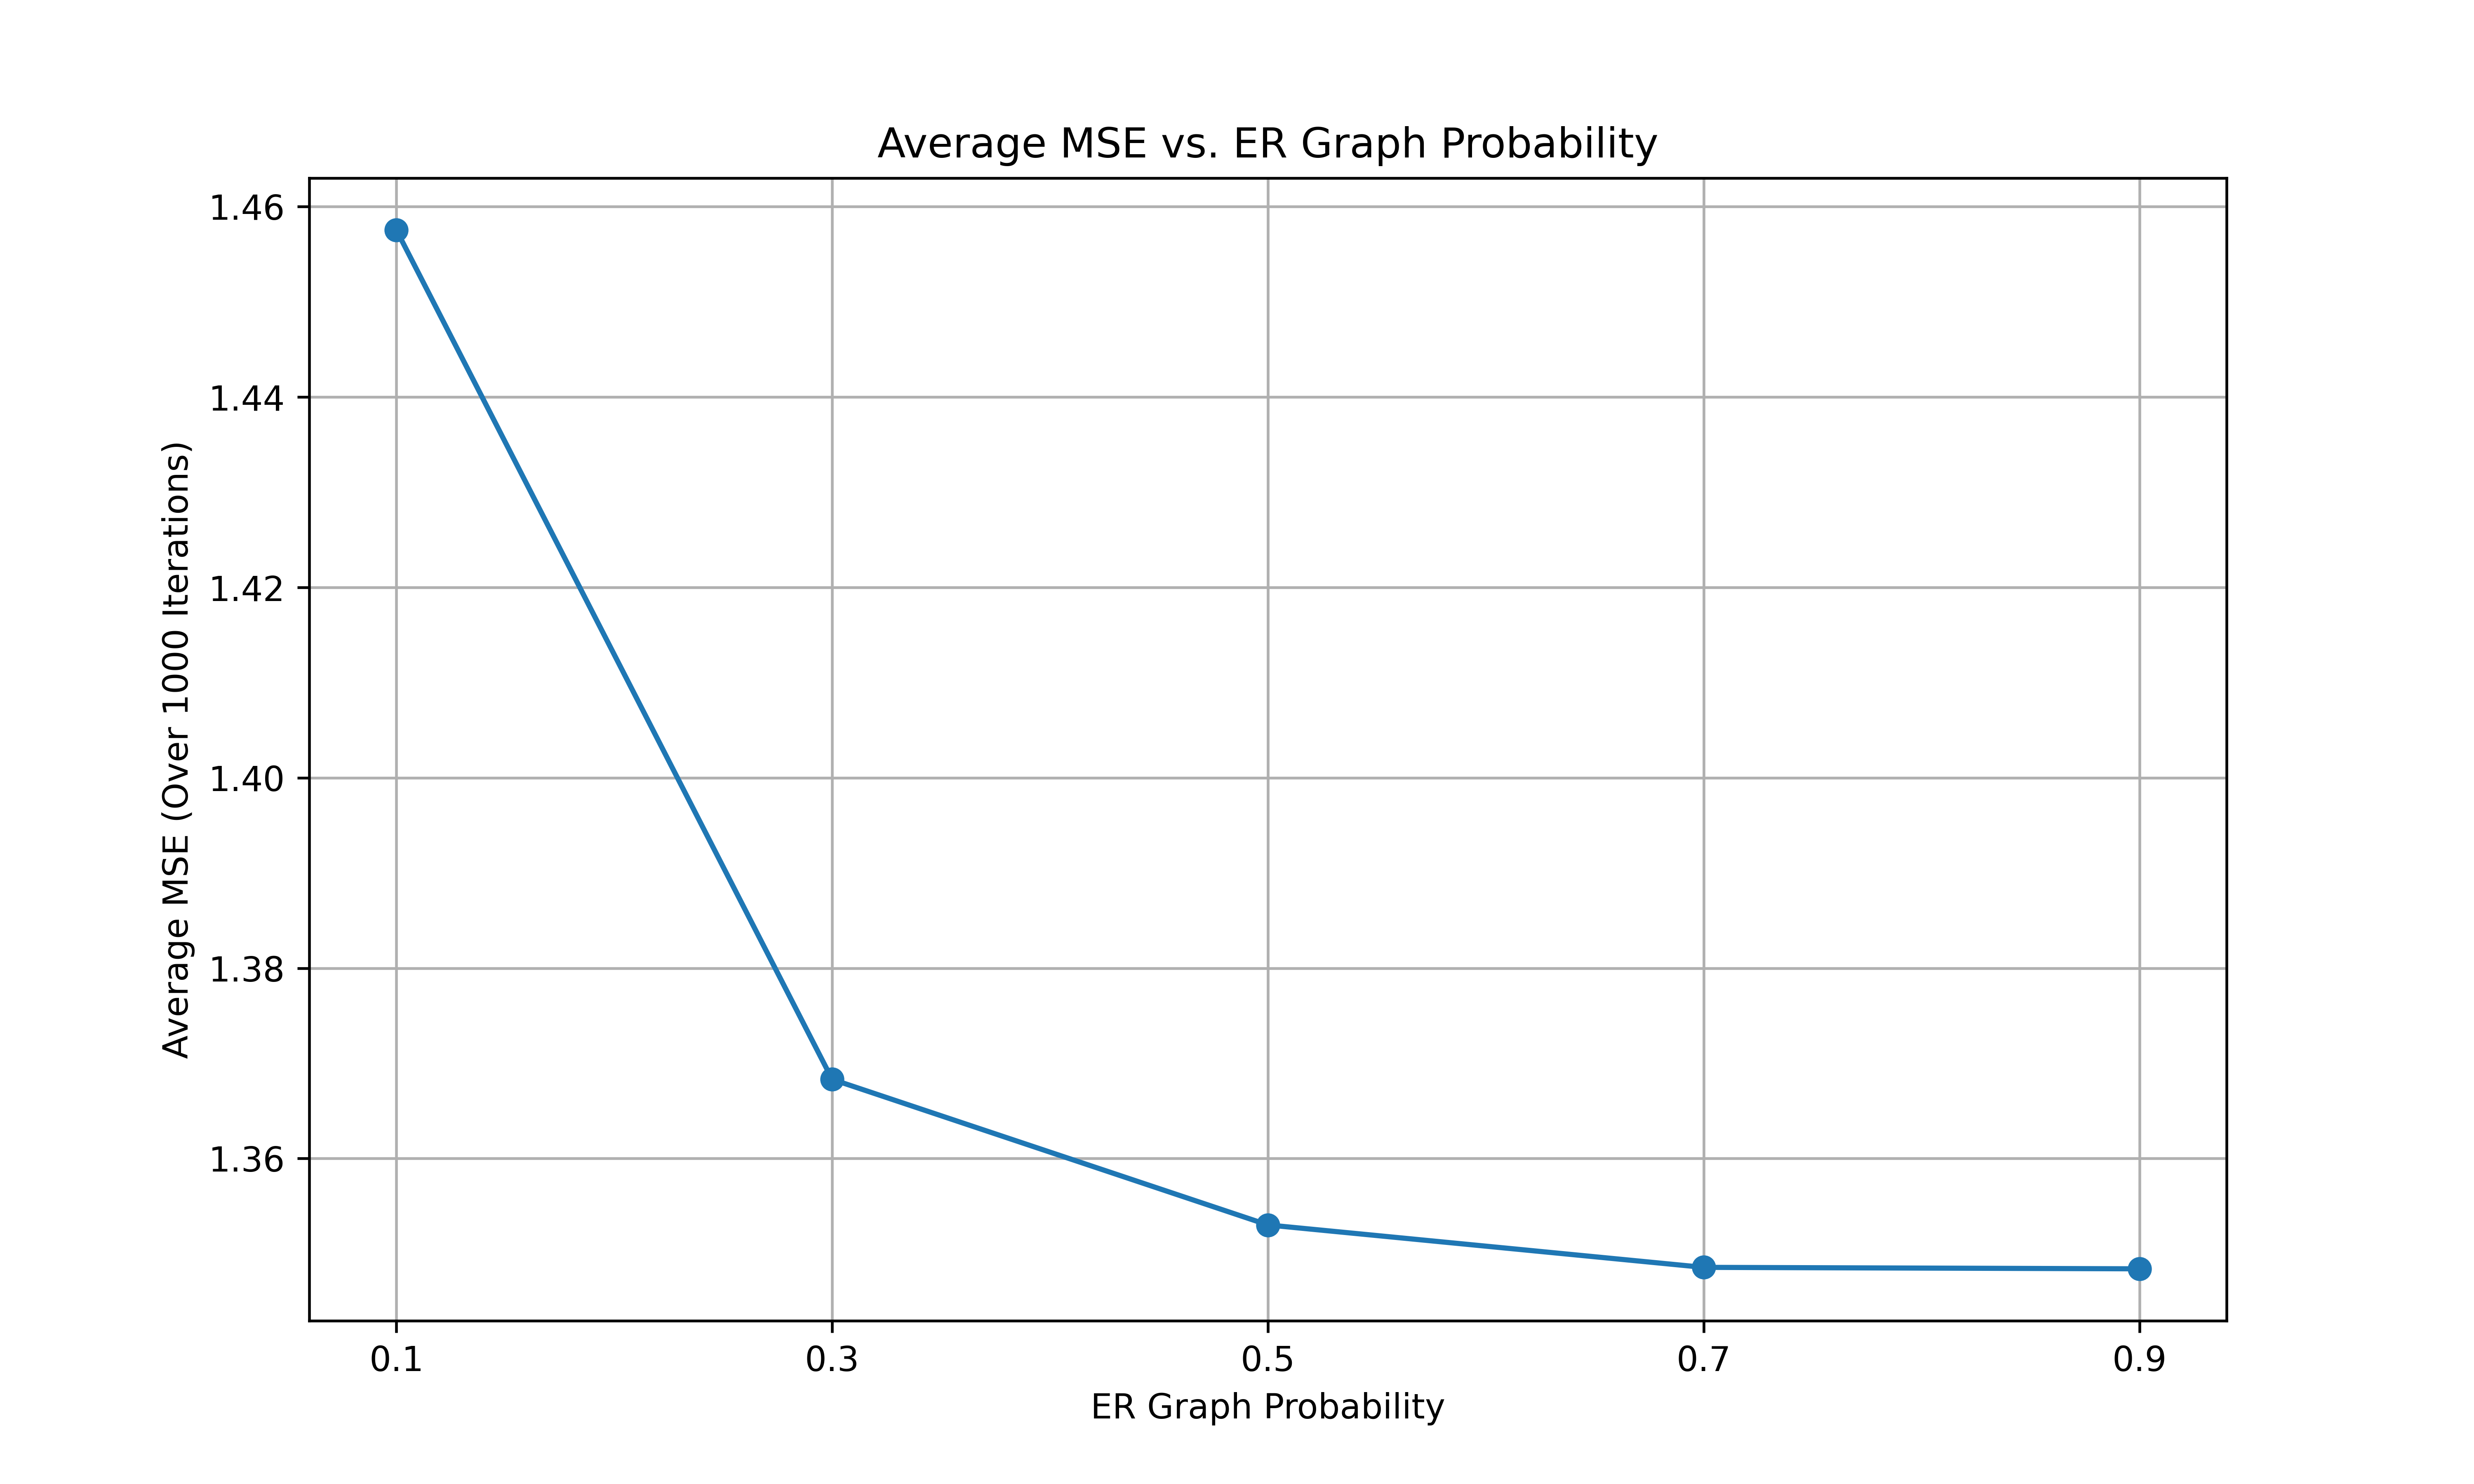 Average MSE vs. ER Graph Probability
Average MSE (Over 1000 Iterations)
1.46
1.44
1.42
1.40
1.38
1.36
0.1 0.3 0.5 0.7 0.9
ER Graph Probability